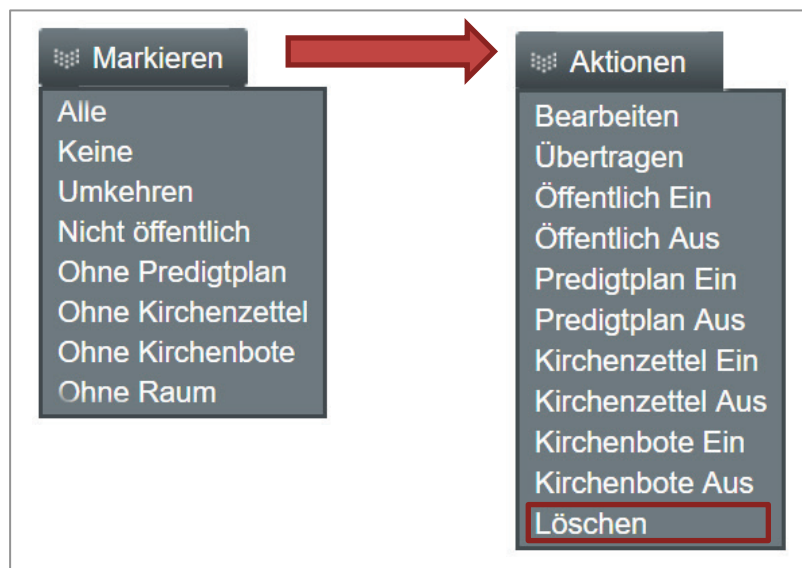 Markieren
Alle
Keine
Umkehren
Nicht öffentlich
Ohne Predigtplan
Ohne Kirchenzettel
Ohne Kirchenbote
Ohne Raum
Aktionen
Bearbeiten
Übertragen
Öffentlich Ein
Öffentlich Aus
Predigtplan Ein
Predigtplan Aus
Kirchenzettel Ein
Kirchenzettel Aus
Kirchenbote Ein
Kirchenbote Aus
Löschen